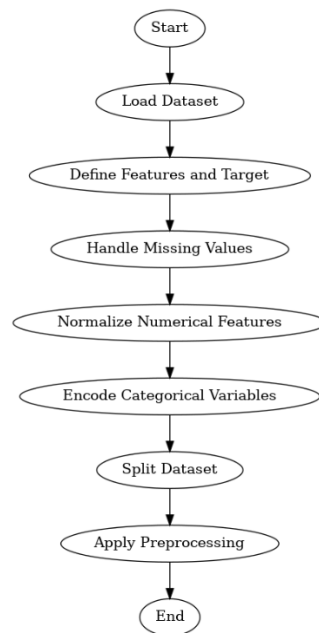 Start
Load Dataset
Define Features and Target
Handle Missing Values
Normalize Numerical Features
Encode Categorical Variables
Split Dataset
Apply Preprocessing
End